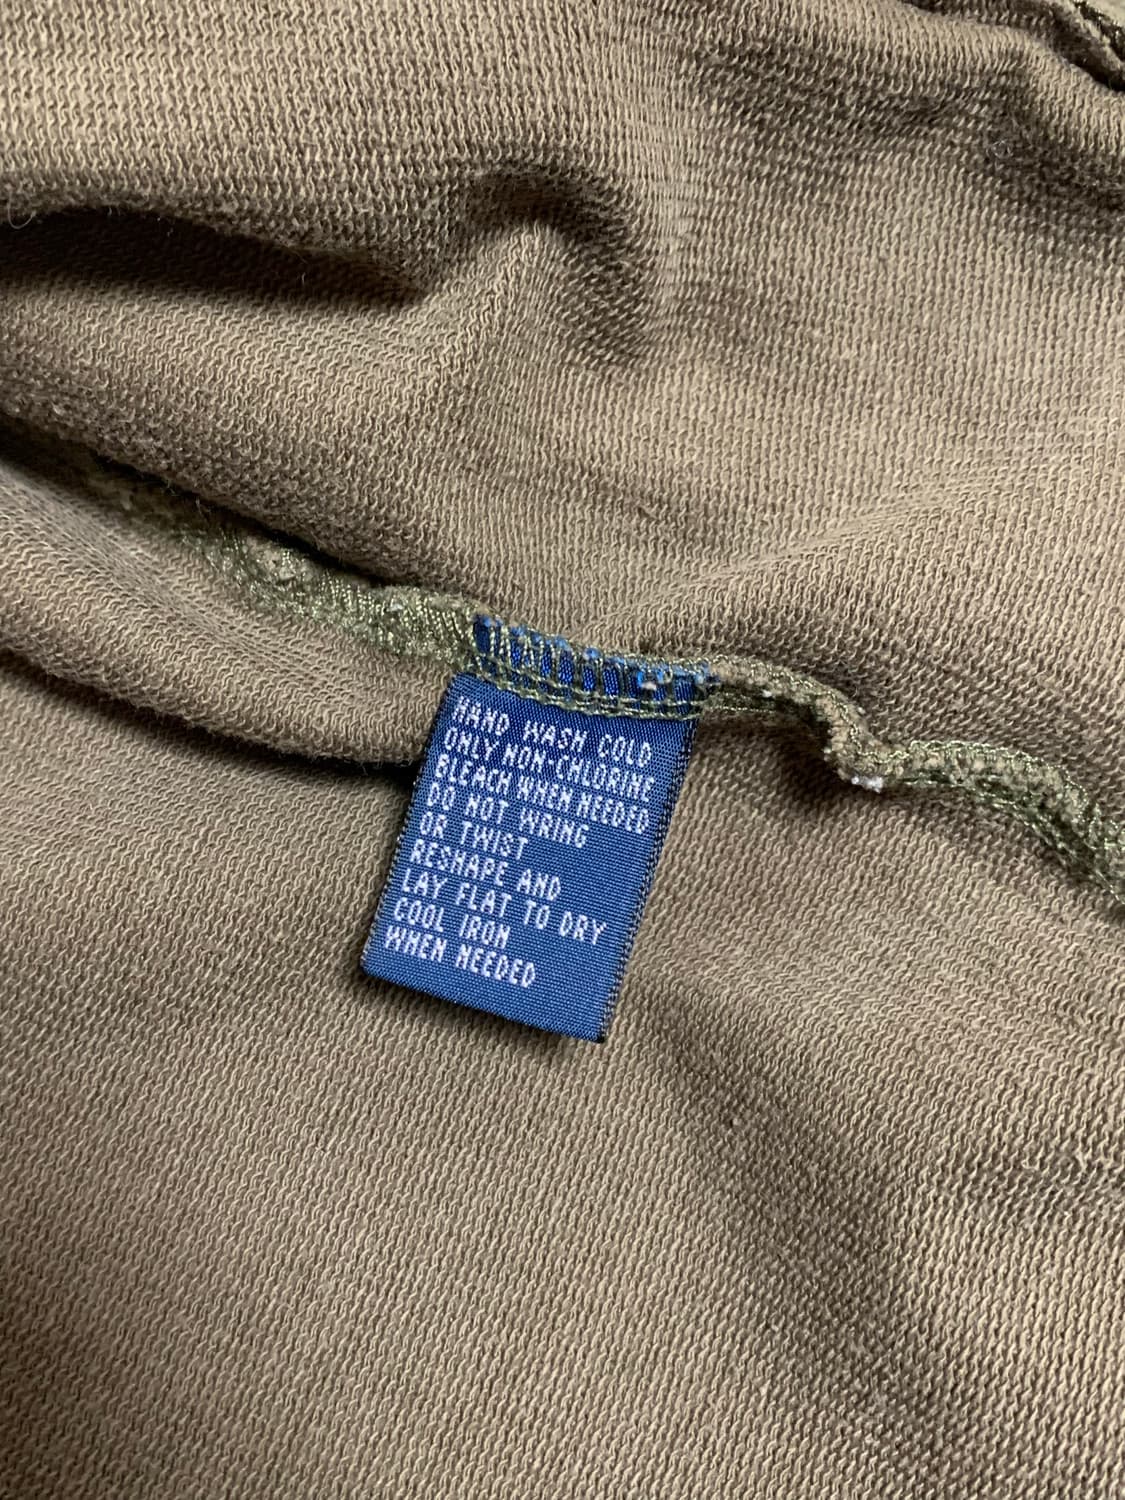 HAND WASH COLD
ONLY NON-CHLORINE
BLEACH WHEN NEEDED
DO NOT WRING
OR TWIST
RESHAPE AND
LAY FLAT TO DRY
COOL IRON
WHEN NEEDED